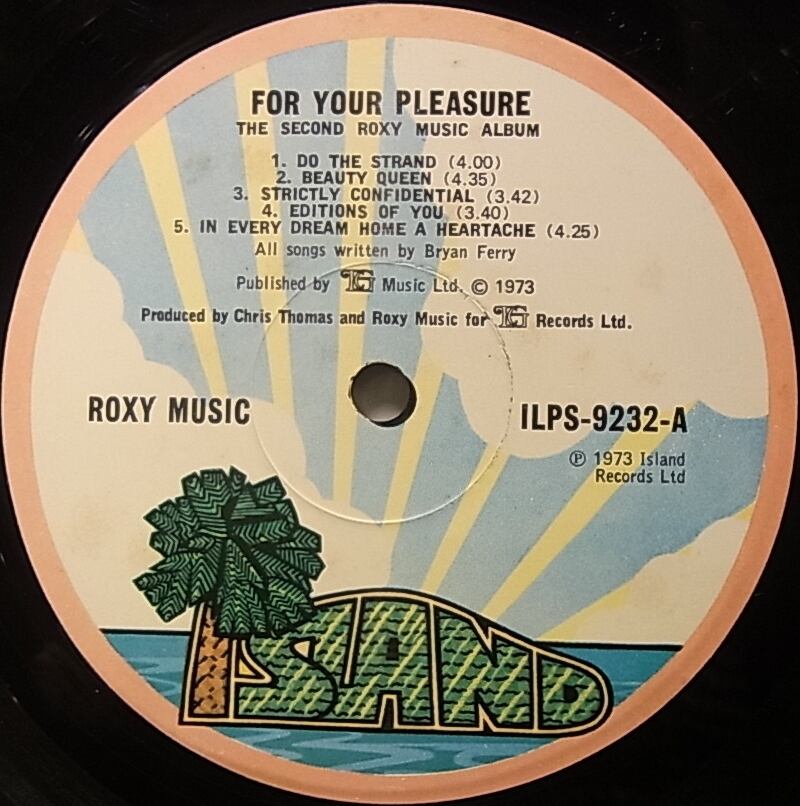 FOR YOUR PLEASURE
THE SECOND ROXY MUSIC ALBUM
1. DO THE STRAND (4.00)
2. BEAUTY QUEEN (4.35)
3. STRICTLY CONFIDENTIAL (3.42)
4. EDITIONS OF YOU (3.40)
5. IN EVERY DREAM HOME A HEARTACHE (4.25)
All songs written by Bryan Ferry
Published by EG Music Ltd. © 1973
Produced by Chris Thomas and Roxy Music for EG Records Ltd.
ROXY MUSIC
ILPS-9232-A
℗ 1973 Island
Records Ltd
ISLAND